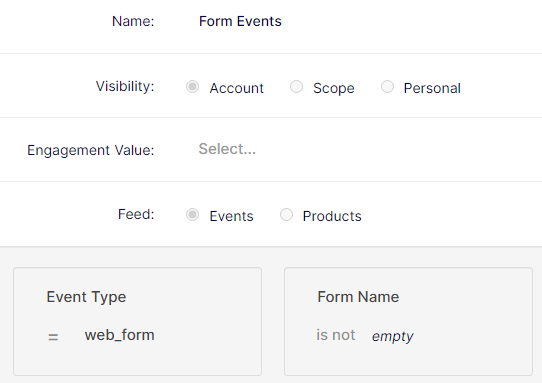 Name: Form Events
Visibility: Account Scope Personal
Engagement Value: Select...
Feed: Events Products
Event Type Form Name
= web_form is not empty